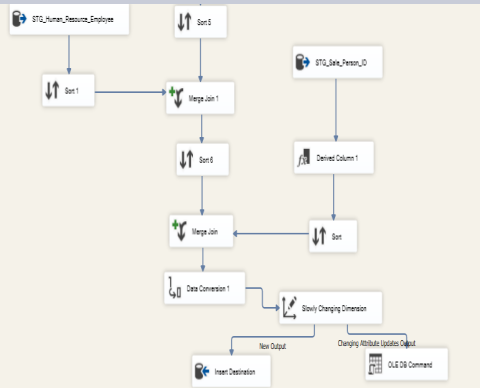 STG_Human_Resource_Employee
Sort 5
STG_Sale_Person_ID
Sort 1
Merge Join 1
Sort 6
Derived Column 1
Merge Join
Sort
Data Conversion 1
Slowly Changing Dimension
New Output
Changing Attribute Updates Output
Insert Destination
OLE DB Command